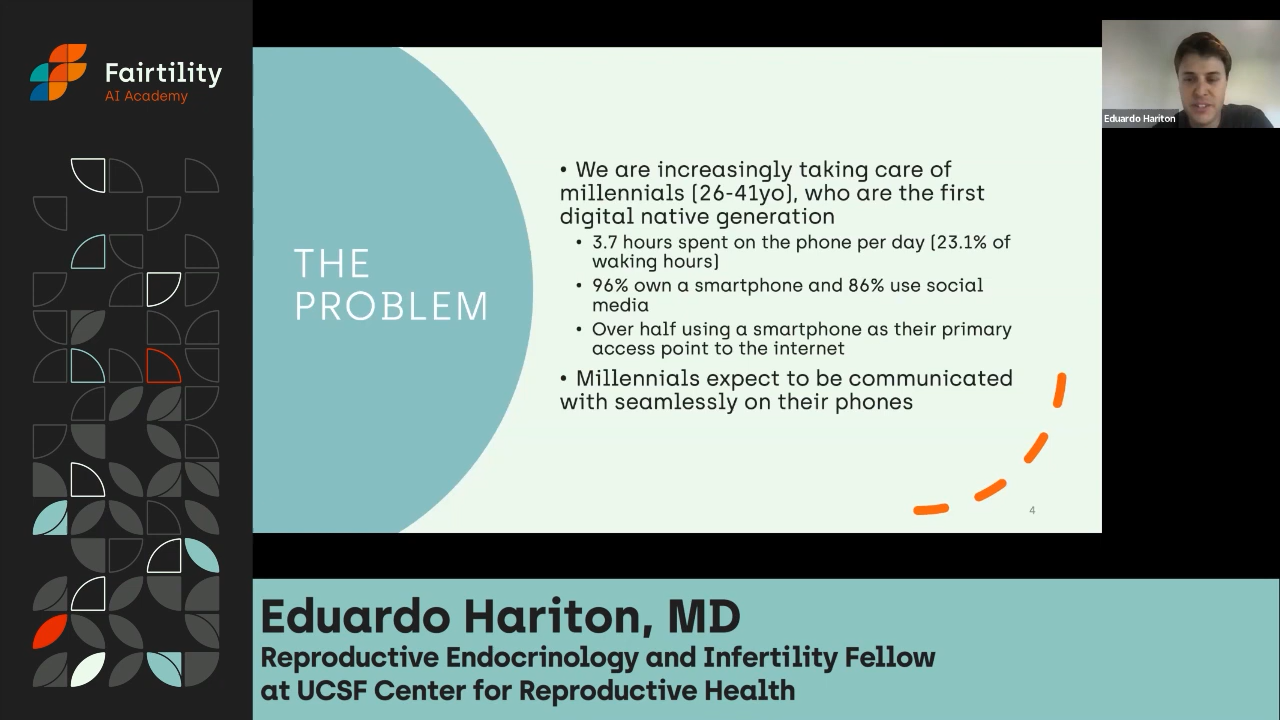 Fairtility
AI Academy
THE
PROBLEM
• We are increasingly taking care of
millennials (26-41yo), who are the first
digital native generation
• 3.7 hours spent on the phone per day (23.1% of
waking hours)
• 96% own a smartphone and 86% use social
media
• Over half using a smartphone as their primary
access point to the internet
• Millennials expect to be communicated
with seamlessly on their phones
4
Eduardo Hariton
Eduardo Hariton, MD
Reproductive Endocrinology and Infertility Fellow
at UCSF Center for Reproductive Health